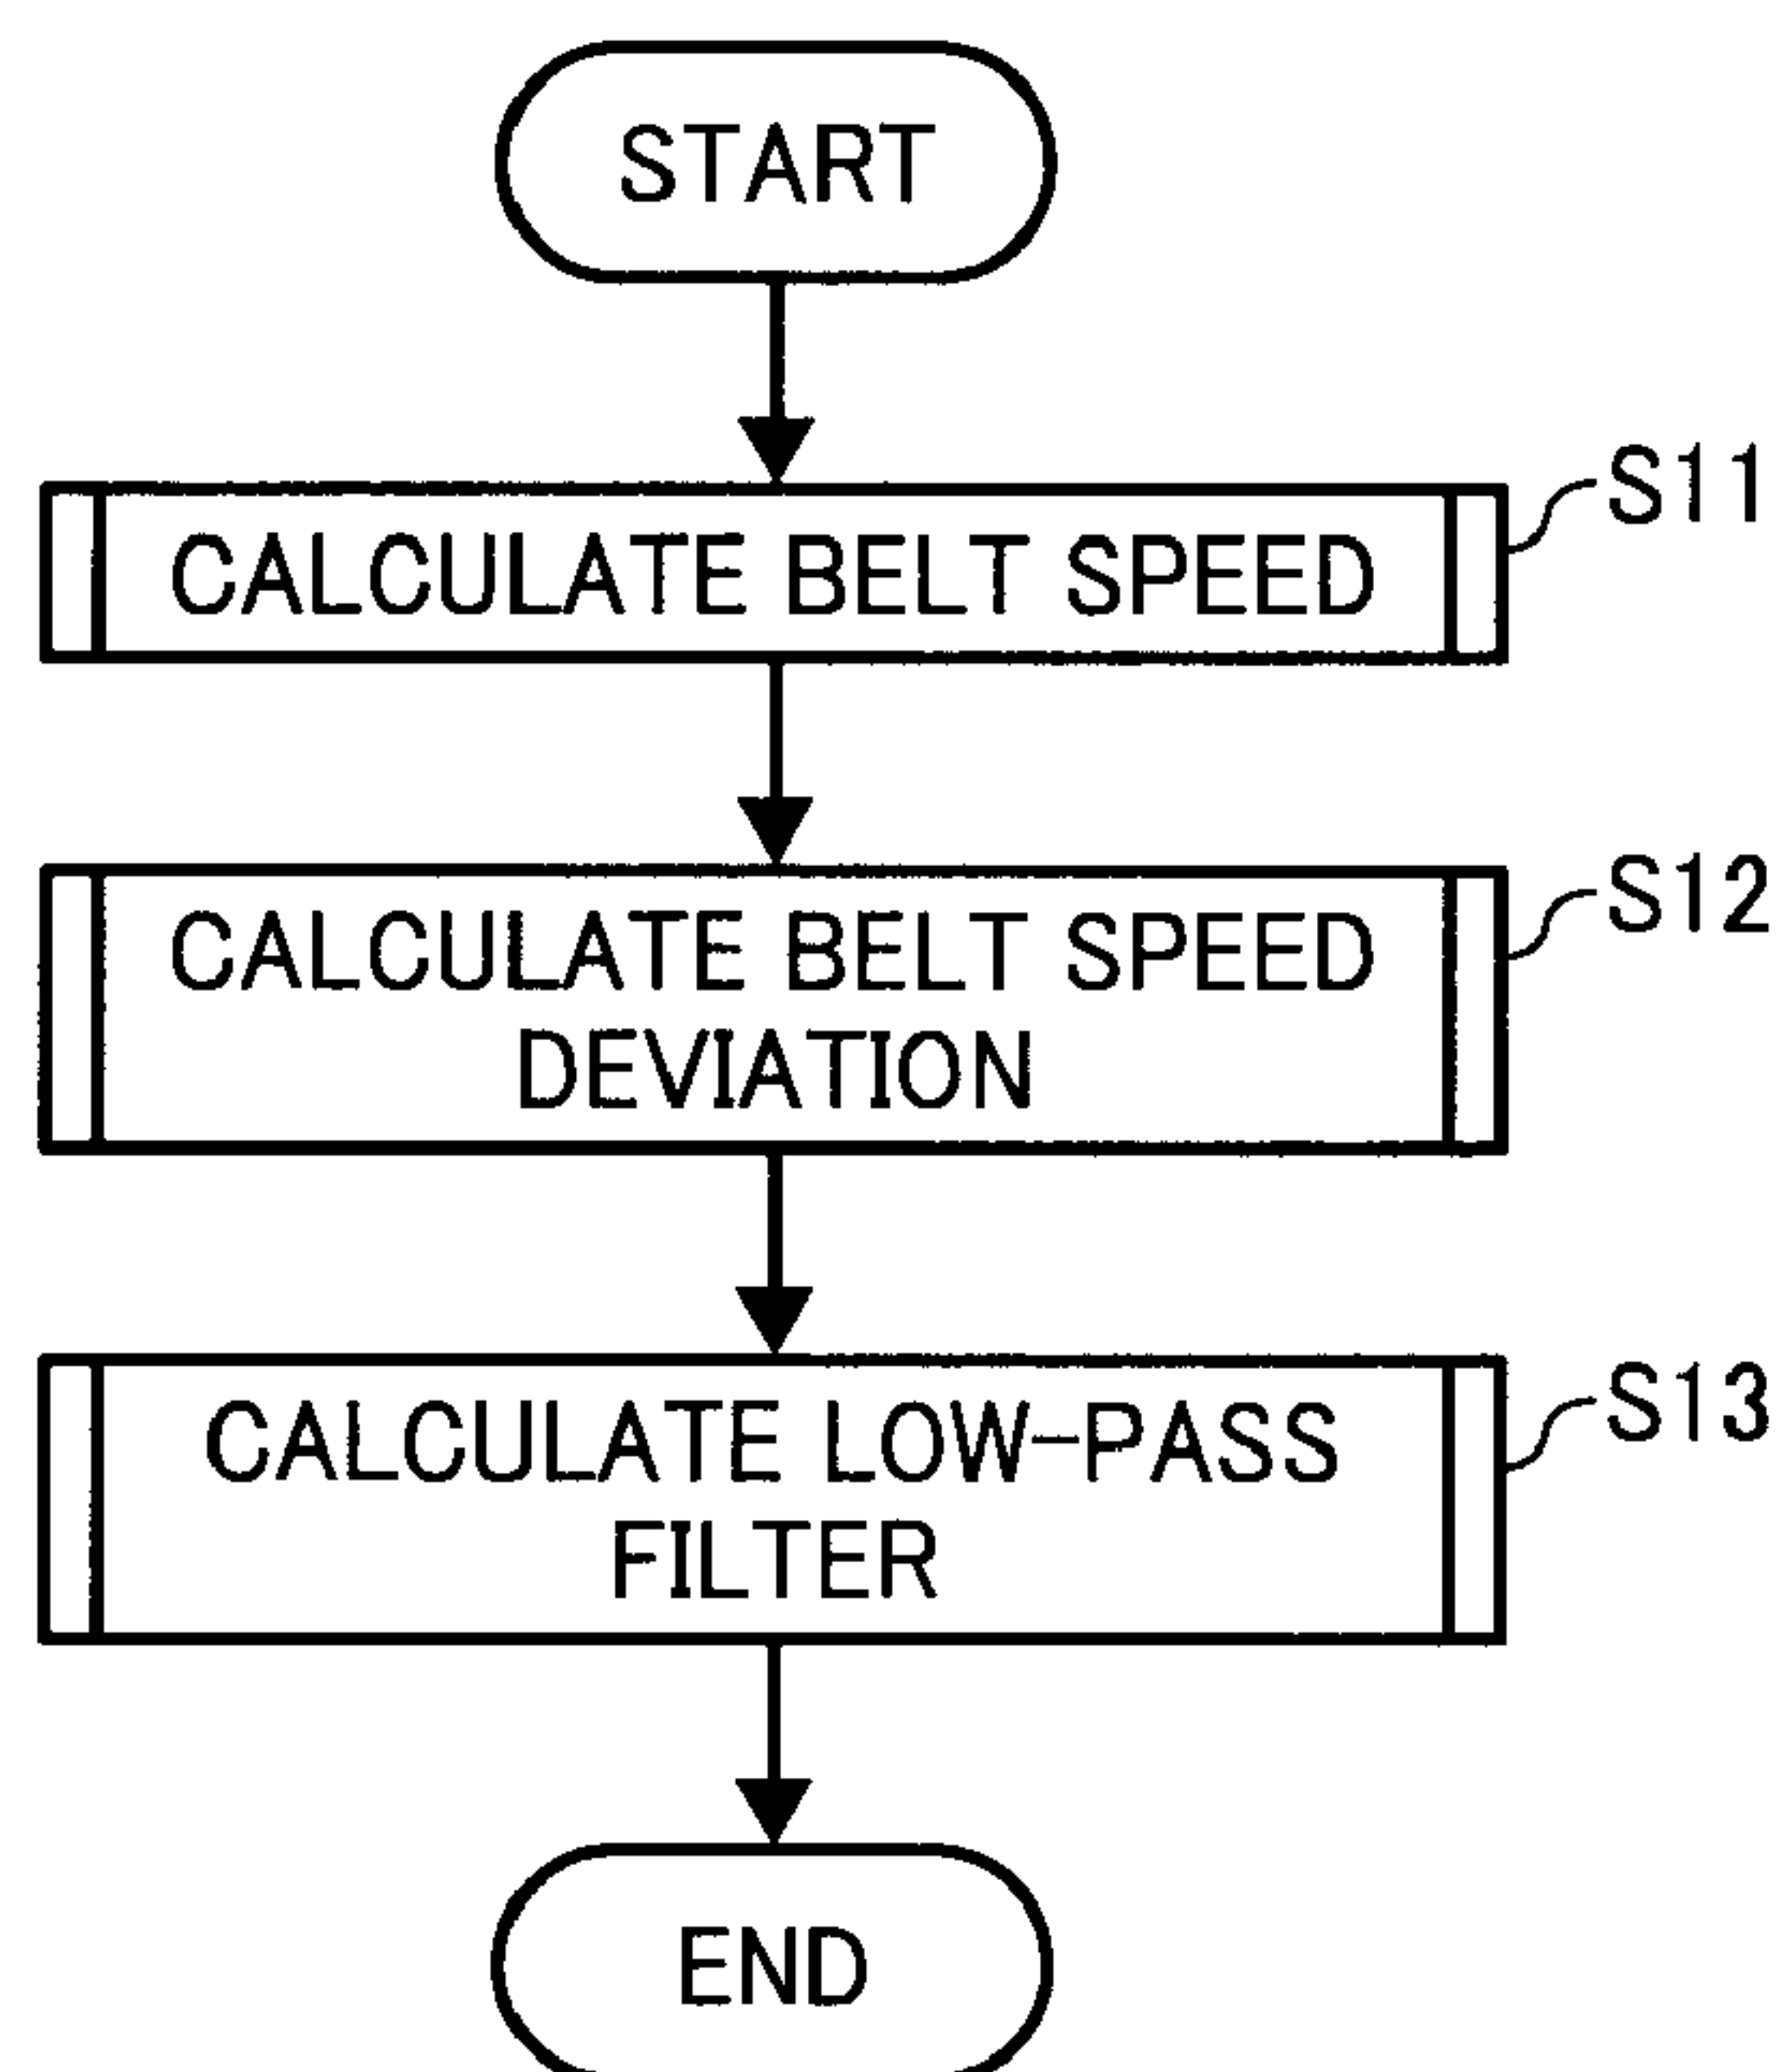 START
S11
CALCULATE BELT SPEED
S12
CALCULATE BELT SPEED
DEVIATION
S13
CALCULATE LOW-PASS
FILTER
END